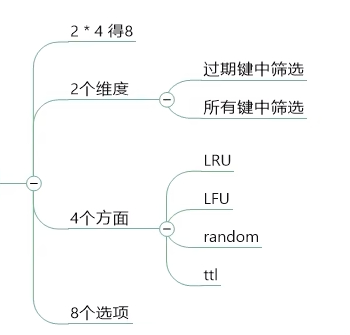 2 * 4 得8
2个维度
过期键中筛选
所有键中筛选
4个方面
LRU
LFU
random
ttl
8个选项